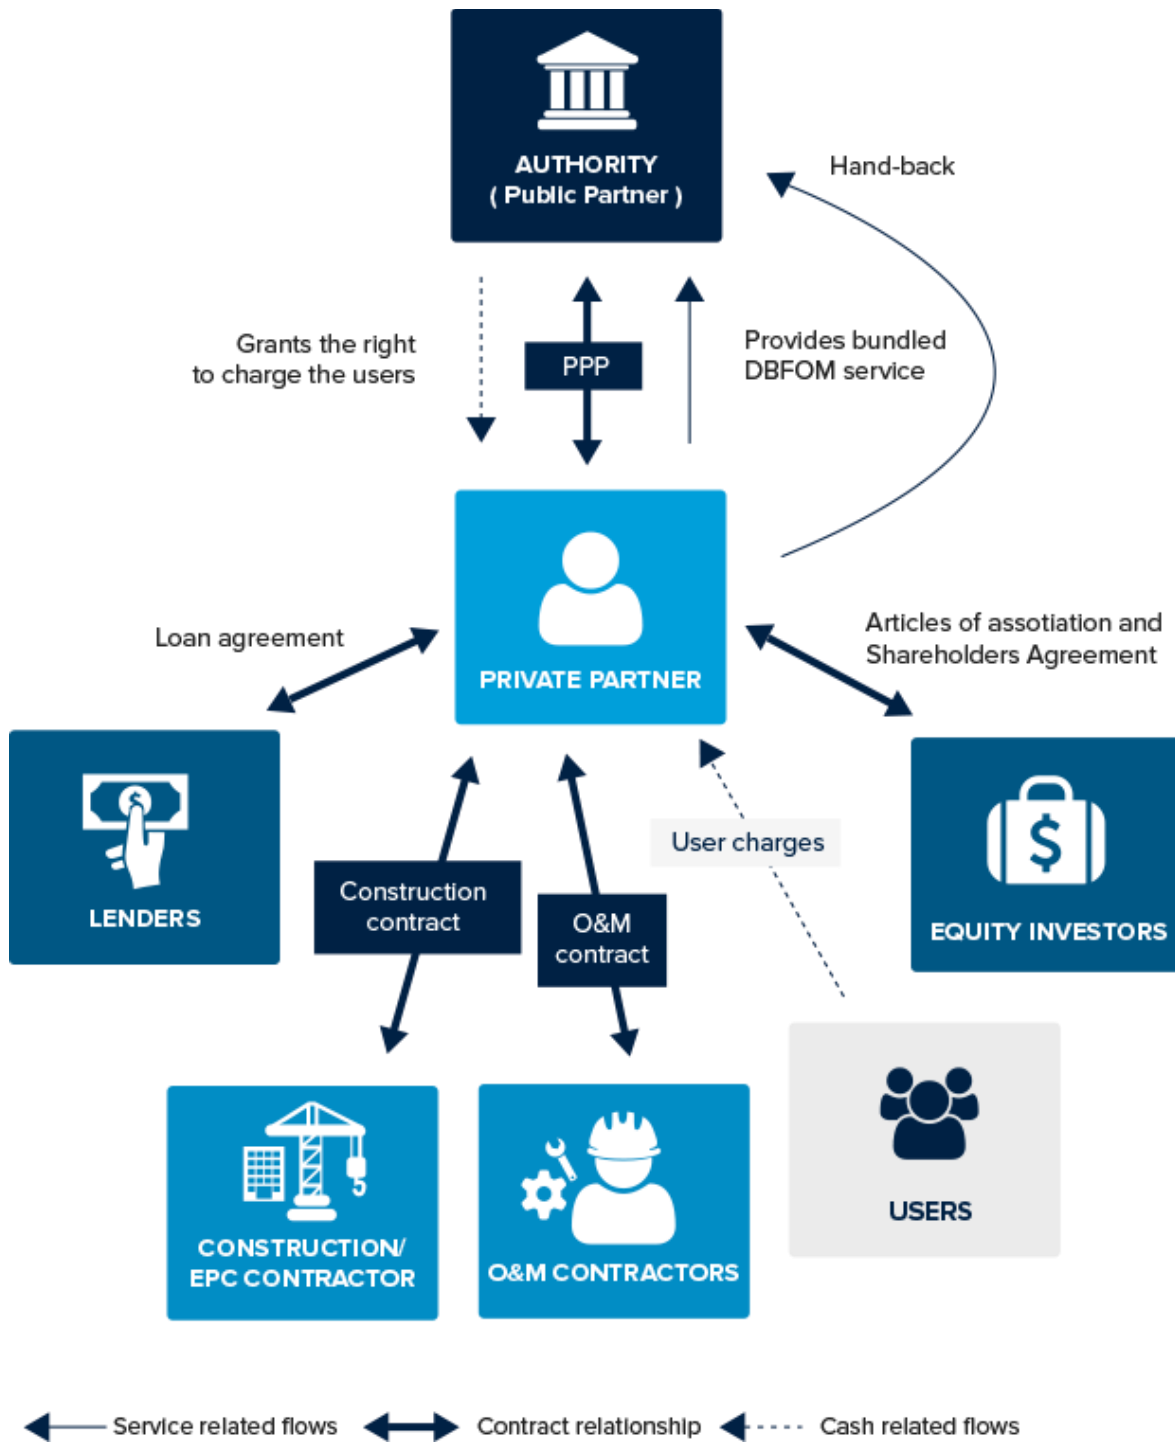 AUTHORITY
( Public Partner )
Hand-back
Grants the right
to charge the users
PPP
Provides bundled
DBFOM service
PRIVATE PARTNER
Loan agreement
Articles of assotiation and
Shareholders Agreement
LENDERS
Construction
contract
O&M
contract
User charges
$
EQUITY INVESTORS
CONSTRUCTION/
EPC CONTRACTOR
O&M CONTRACTORS
USERS
Service related flows
Contract relationship
Cash related flows